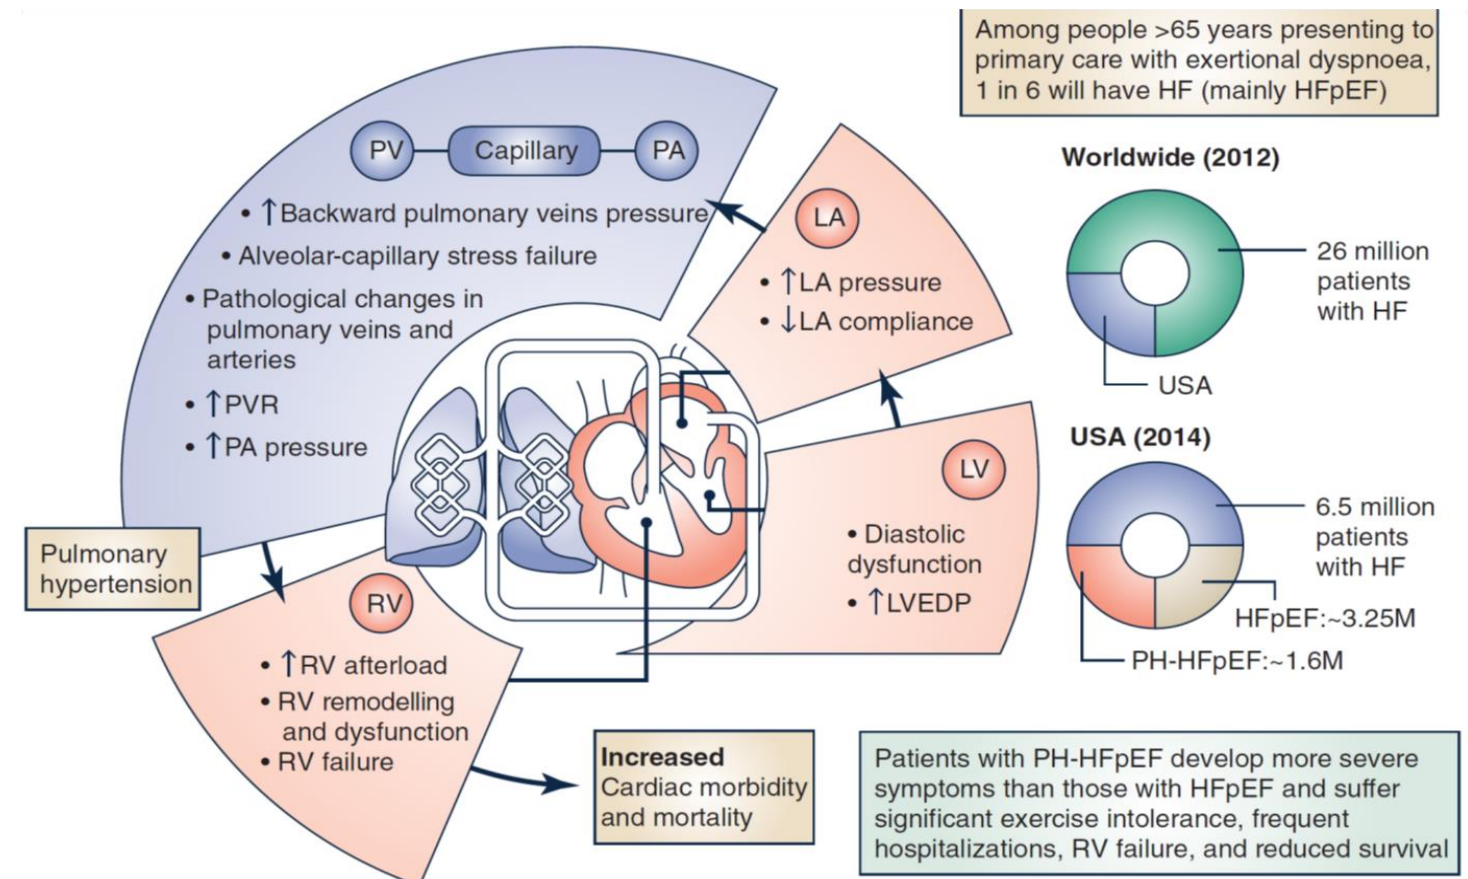 Among people >65 years presenting to
primary care with exertional dyspnoea,
1 in 6 will have HF (mainly HFpEF)
PV
Capillary
PA
• ↑Backward pulmonary veins pressure
• Alveolar-capillary stress failure
• Pathological changes in
pulmonary veins and
arteries
• ↑PVR
• ↑PA pressure
LA
• ↑LA pressure
• ↓LA compliance
LV
• Diastolic
dysfunction
• ↑LVEDP
Pulmonary
hypertension
RV
• ↑RV afterload
• RV remodelling
and dysfunction
• RV failure
Increased
Cardiac morbidity
and mortality
Worldwide (2012)
26 million
patients
with HF
USA
USA (2014)
6.5 million
patients
with HF
HFpEF:~3.25M
PH-HFpEF:~1.6M
Patients with PH-HFpEF develop more severe
symptoms than those with HFpEF and suffer
significant exercise intolerance, frequent
hospitalizations, RV failure, and reduced survival